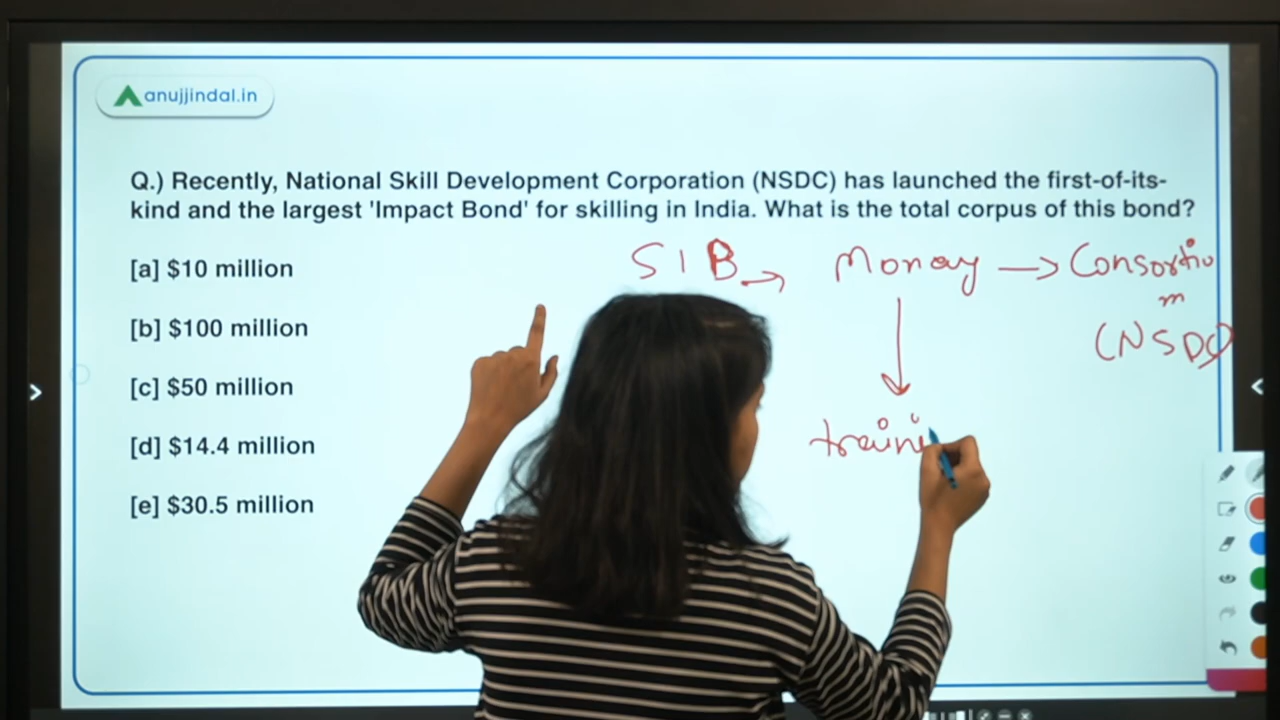 anujjindal.in
Q.) Recently, National Skill Development Corporation (NSDC) has launched the first-of-its-
kind and the largest 'Impact Bond' for skilling in India. What is the total corpus of this bond?
[a] $10 million
[b] $100 million
[c] $50 million
[d] $14.4 million
[e] $30.5 million
SIB → Money → Consortiu
m
(NSDC)
traini